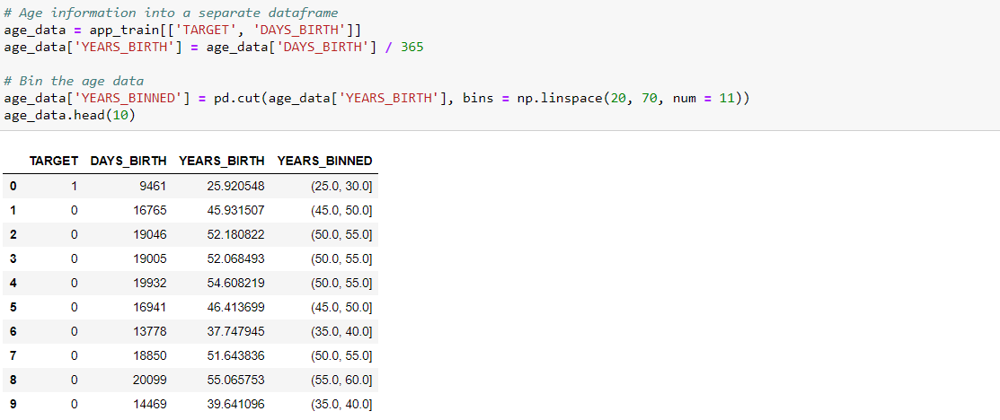 # Age information into a separate dataframe
age_data = app_train[['TARGET', 'DAYS_BIRTH']]
age_data['YEARS_BIRTH'] = age_data['DAYS_BIRTH'] / 365
# Bin the age data
age_data['YEARS_BINNED'] = pd.cut(age_data['YEARS_BIRTH'], bins = np.linspace(20, 70, num = 11))
age_data.head(10)
TARGET DAYS_BIRTH YEARS_BIRTH YEARS_BINNED
0 1 9461 25.920548 (25.0, 30.0]
1 0 16765 45.931507 (45.0, 50.0]
2 0 19046 52.180822 (50.0, 55.0]
3 0 19005 52.068493 (50.0, 55.0]
4 0 19932 54.608219 (50.0, 55.0]
5 0 16941 46.413699 (45.0, 50.0]
6 0 13778 37.747945 (35.0, 40.0]
7 0 18850 51.643836 (50.0, 55.0]
8 0 20099 55.065753 (55.0, 60.0]
9 0 14469 39.641096 (35.0, 40.0]